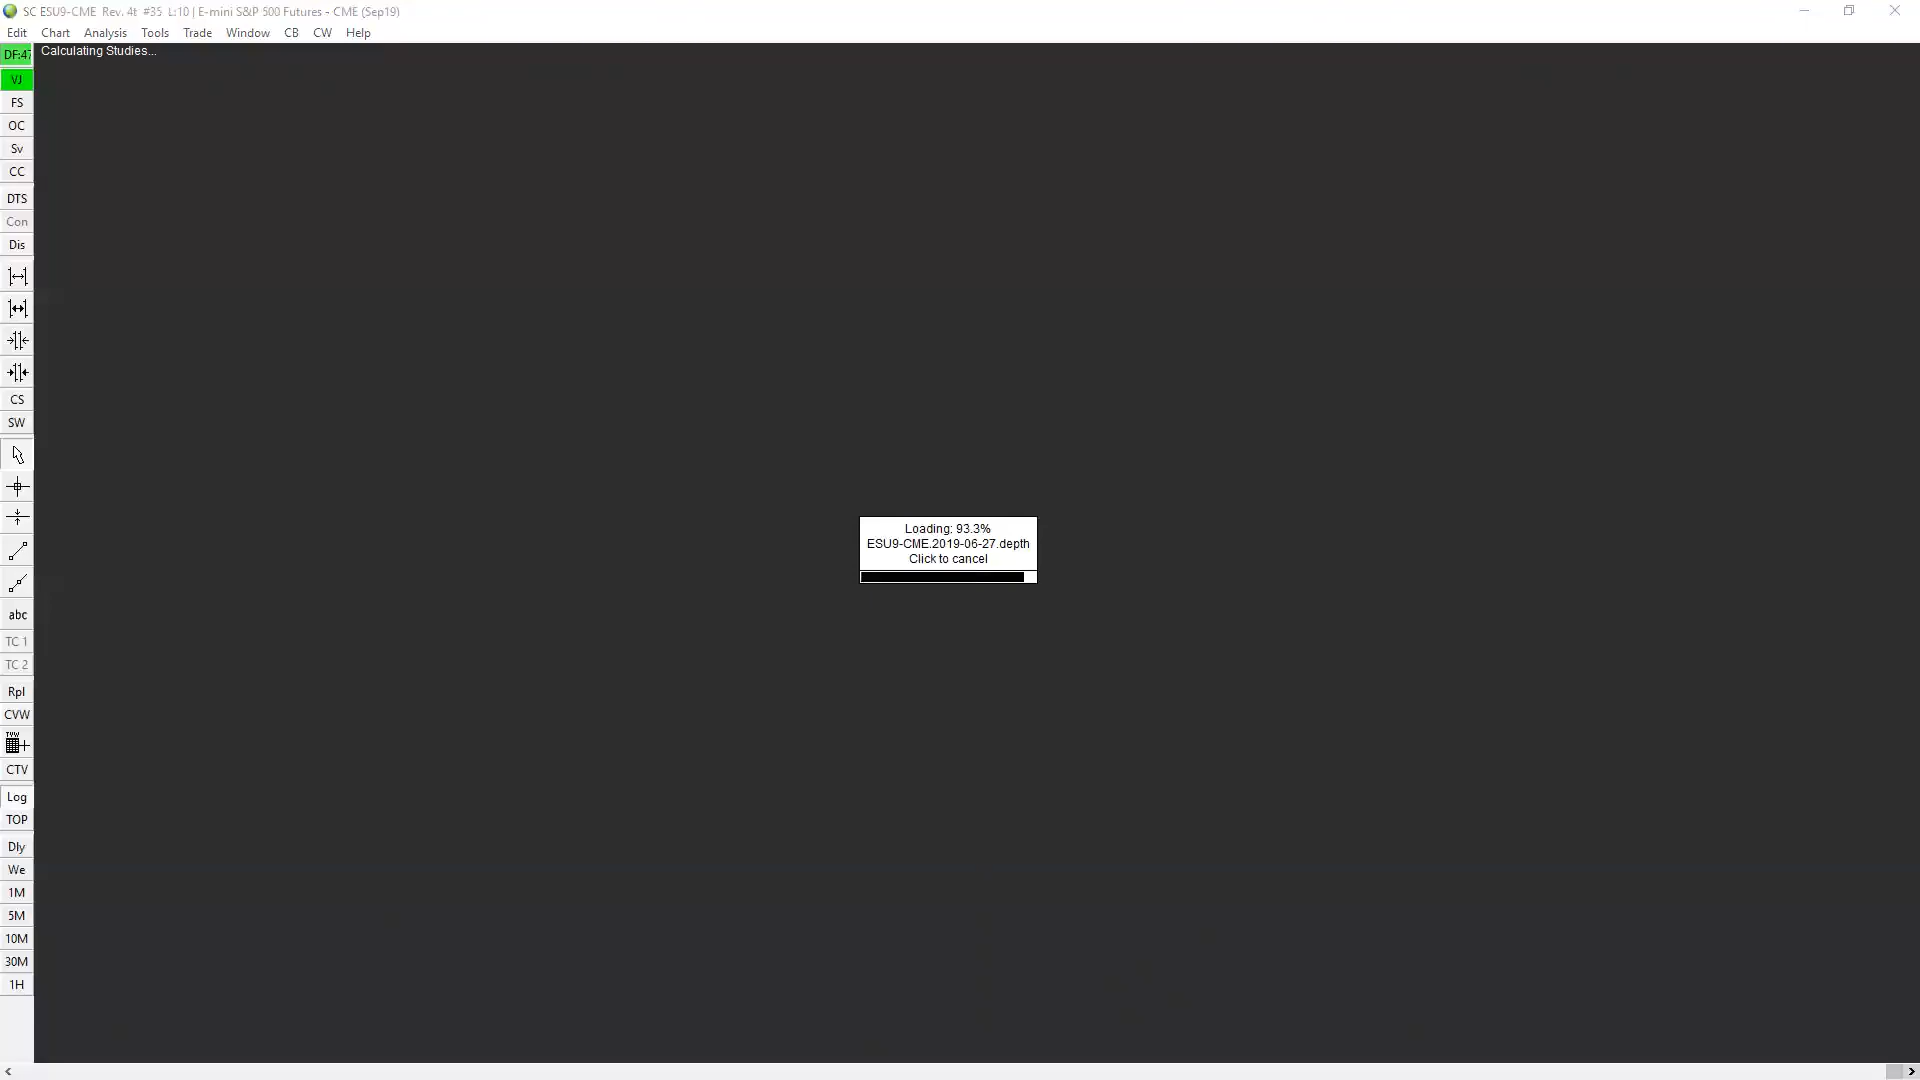 SC ESU9-CME  Rev. 4t  #35  L:10 | E-mini S&P 500 Futures - CME (Sep19)
Edit Chart Analysis Tools Trade Window CB CW Help
DF:47
Calculating Studies...
VJ
FS
OC
Sv
CC
DTS
Con
Dis
CS
SW
Loading: 93.3%
ESU9-CME.2019-06-27.depth
Click to cancel
abc
TC 1
TC 2
Rpl
CVW
TVW
CTV
Log
TOP
Dly
We
1M
5M
10M
30M
1H